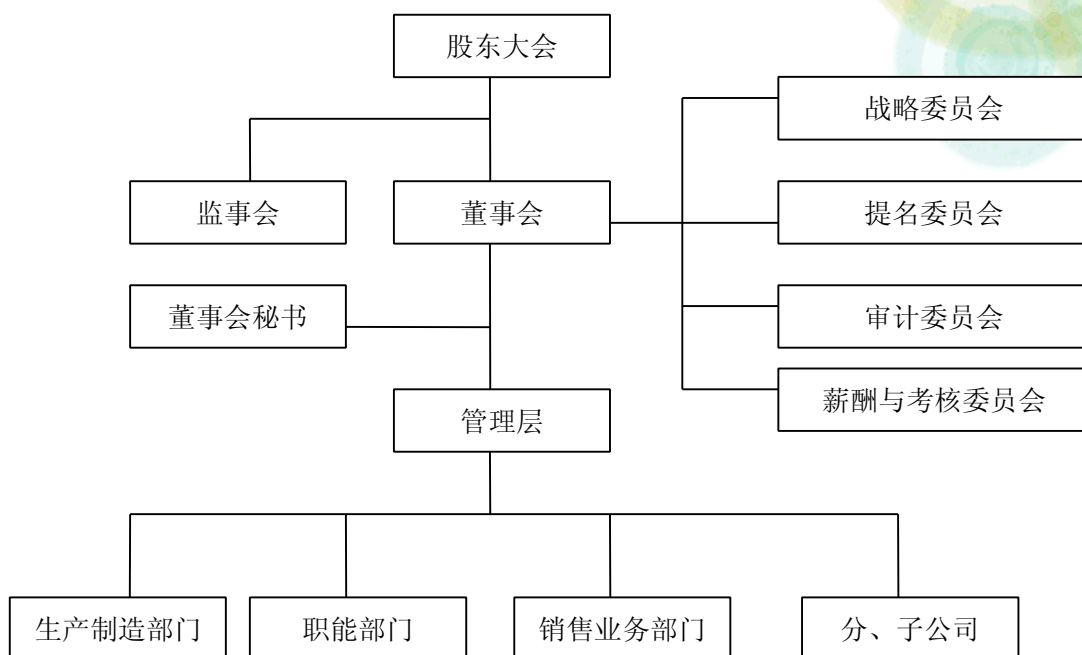 股东大会
战略委员会
监事会
董事会
提名委员会
董事会秘书
审计委员会
薪酬与考核委员会
管理层
生产制造部门
职能部门
销售业务部门
分、子公司